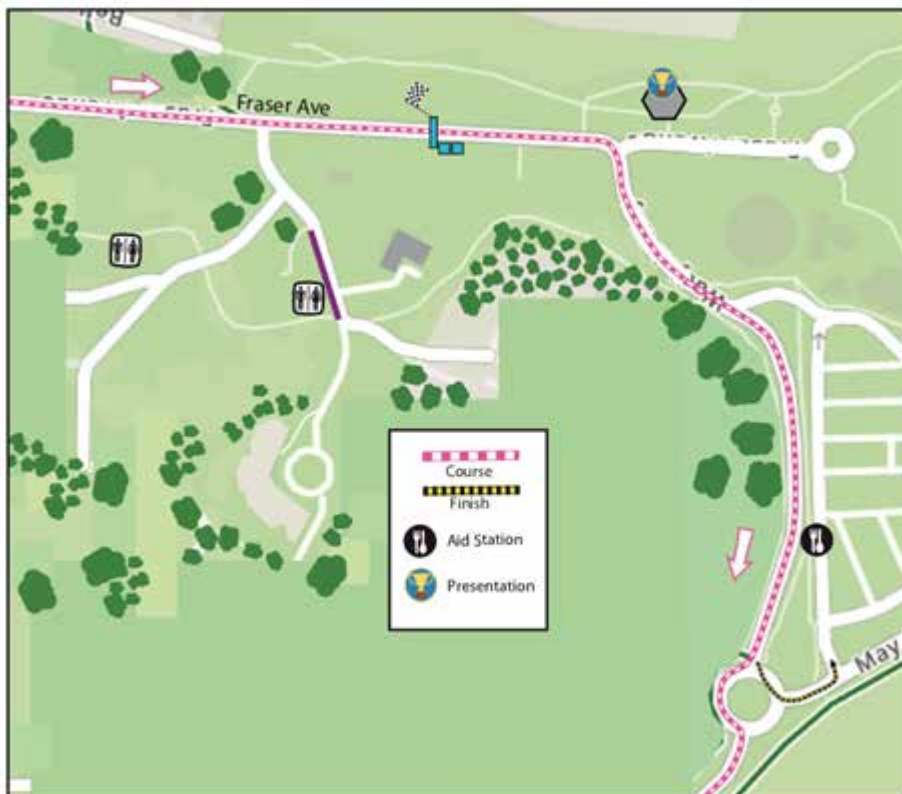 Fraser Ave
Course
Finish
Aid Station
Presentation
May